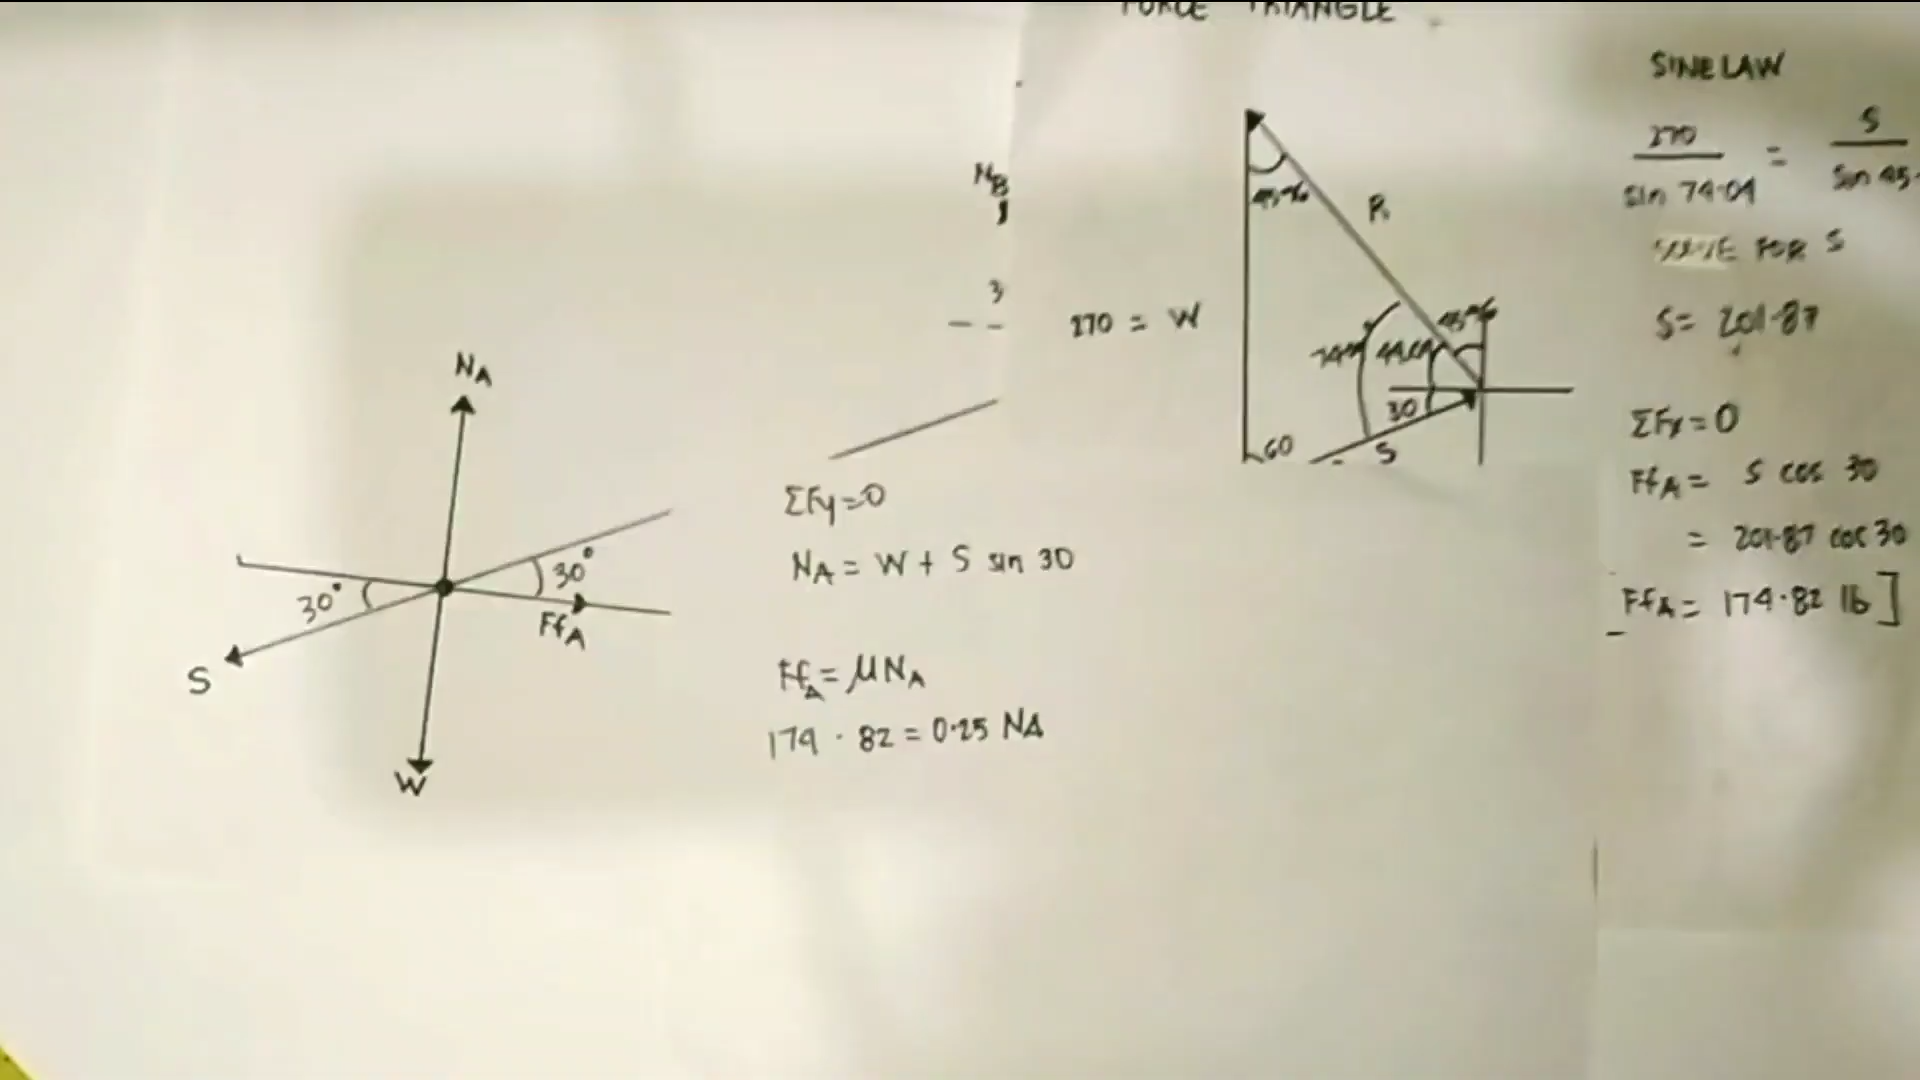 FORCE TRIANGLE
NA
30°
30°
FfA
S
W
NB
3
ΣFy=0
NA = W + S sin 30
FfA = μNA
174.82 = 0.25 NA
270 = W
R
30
60
S
SINE LAW
270 / sin 74.04 = S / sin 45.
SOLVE FOR S
S= 201.87
ΣFx=0
FfA = S cos 30
= 201.87 cos 30
FfA = 174.82 lb]